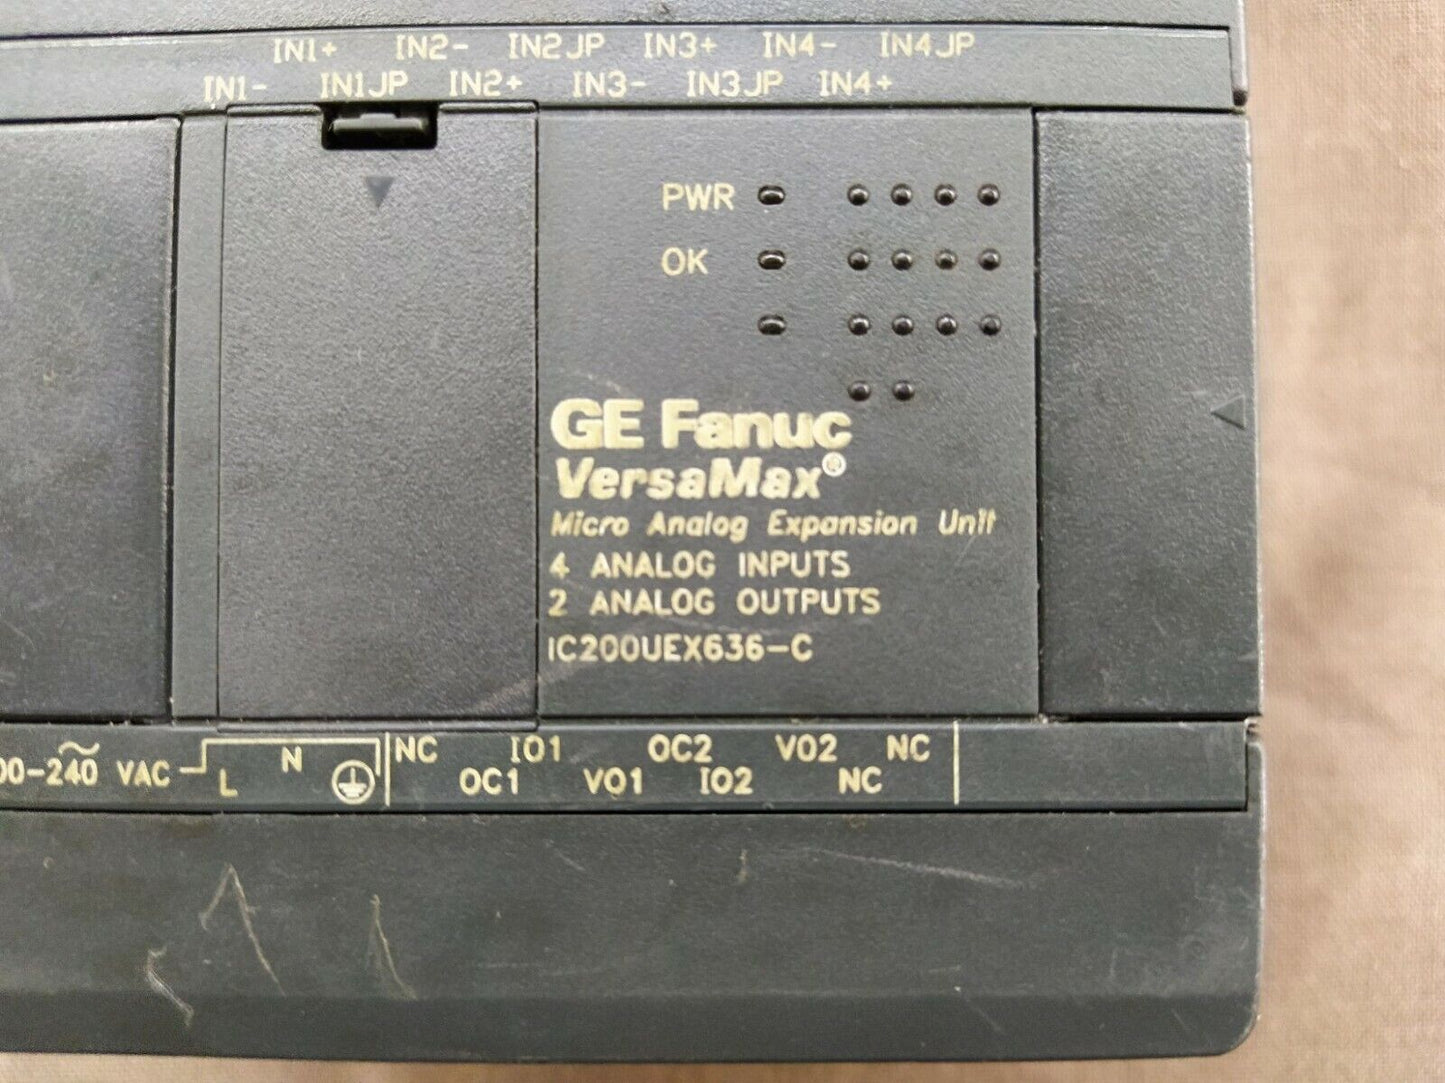 IN1+ IN2- IN2JP IN3+ IN4- IN4JP
IN1- IN1JP IN2+ IN3- IN3JP IN4+
PWR
OK
GE Fanuc
VersaMax®
Micro Analog Expansion Unit
4 ANALOG INPUTS
2 ANALOG OUTPUTS
IC200UEX636-C
00-240 VAC L N NC IO1 OC2 VO2 NC
OC1 VO1 IO2 NC